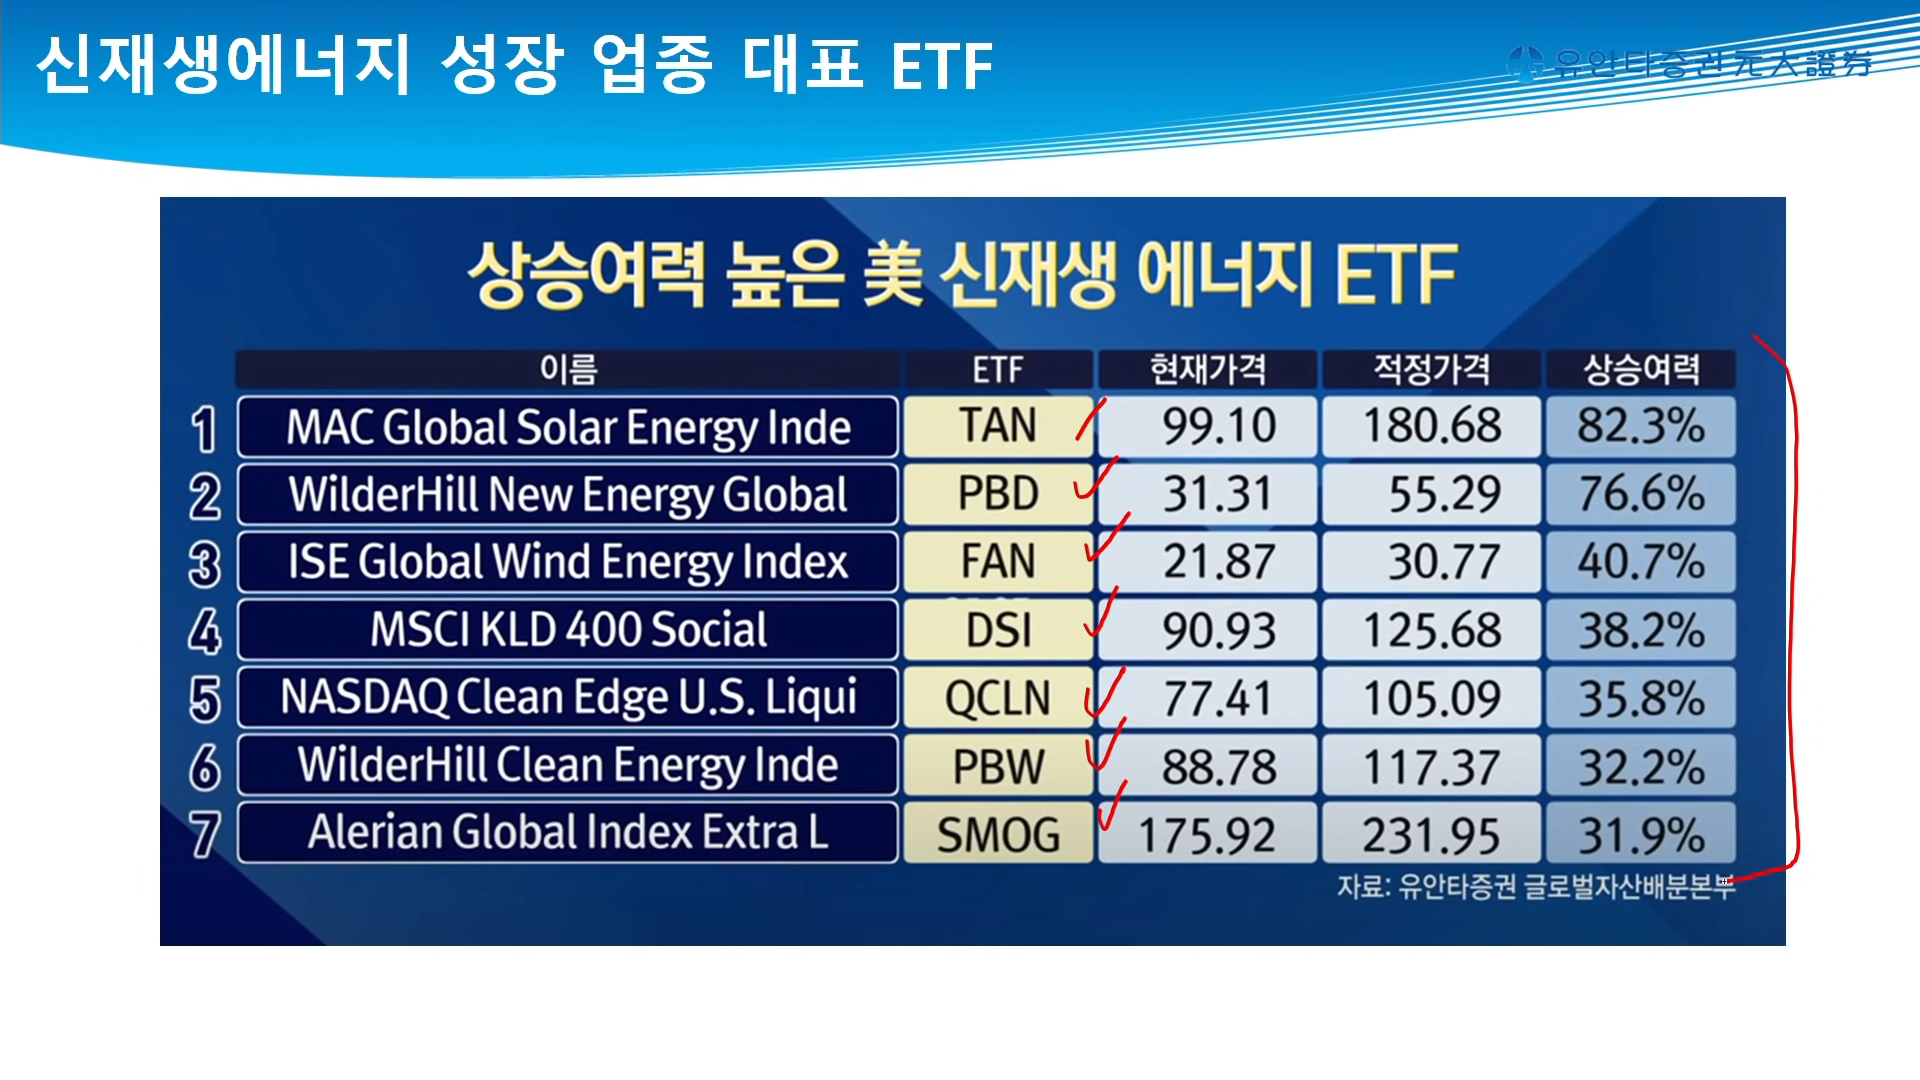 신재생에너지 성장 업종 대표 ETF
유안타증권 元大證券
상승여력 높은 美 신재생 에너지 ETF
이름 ETF 현재가격 적정가격 상승여력
1 MAC Global Solar Energy Inde TAN 99.10 180.68 82.3%
2 WilderHill New Energy Global PBD 31.31 55.29 76.6%
3 ISE Global Wind Energy Index FAN 21.87 30.77 40.7%
4 MSCI KLD 400 Social DSI 90.93 125.68 38.2%
5 NASDAQ Clean Edge U.S. Liqui QCLN 77.41 105.09 35.8%
6 WilderHill Clean Energy Inde PBW 88.78 117.37 32.2%
7 Alerian Global Index Extra L SMOG 175.92 231.95 31.9%
자료: 유안타증권 글로벌자산배분본부